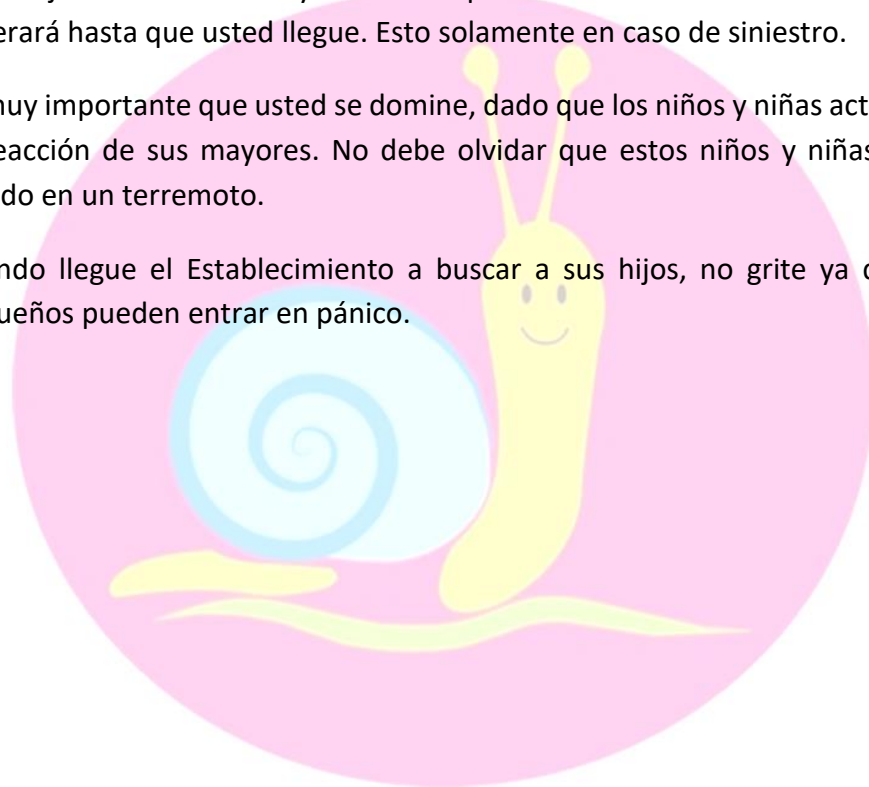 erará hasta que usted llegue. Esto solamente en caso de siniestro.
muy importante que usted se domine, dado que los niños y niñas act
eacción de sus mayores. No debe olvidar que estos niños y niñas
do en un terremoto.
ndo llegue el Establecimiento a buscar a sus hijos, no grite ya
ueños pueden entrar en pánico.